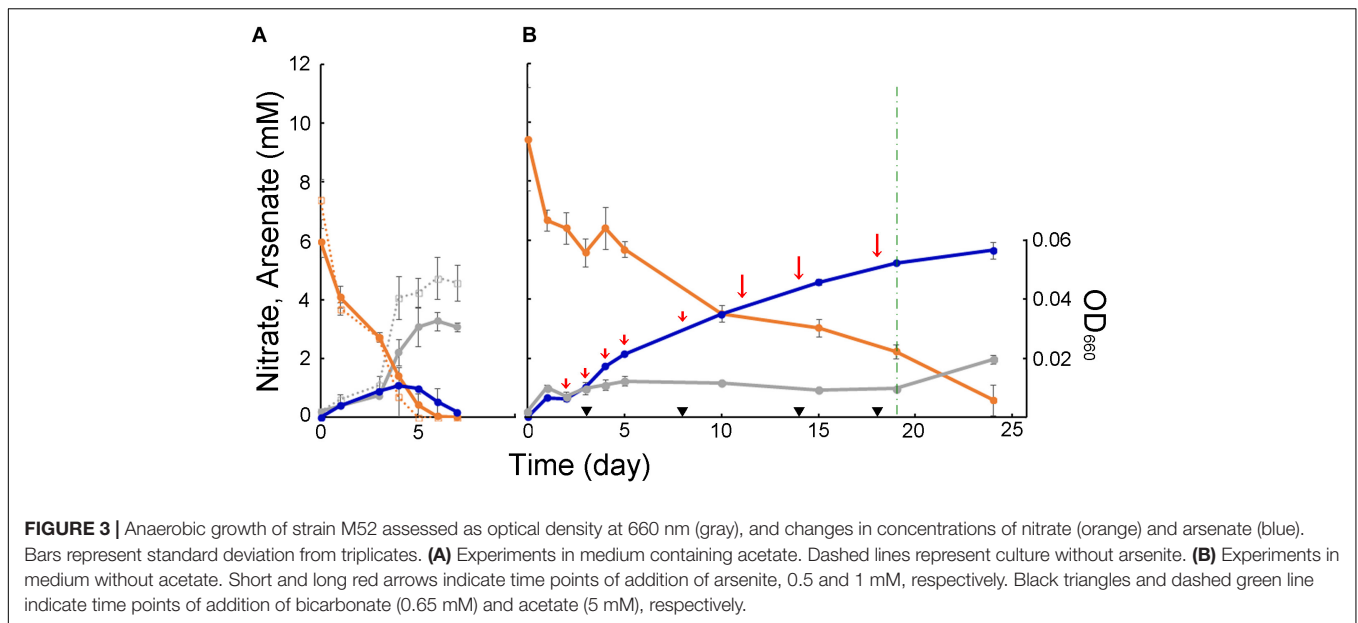 A
B
12
10
8
6
4
2
0
Nitrate, Arsenate (mM)
0.06
0.04
0.02
OD660
0
5
0
5
10
15
20
25
Time (day)
FIGURE 3 | Anaerobic growth of strain M52 assessed as optical density at 660 nm (gray), and changes in concentrations of nitrate (orange) and arsenate (blue).
Bars represent standard deviation from triplicates. (A) Experiments in medium containing acetate. Dashed lines represent culture without arsenite. (B) Experiments in
medium without acetate. Short and long red arrows indicate time points of addition of arsenite, 0.5 and 1 mM, respectively. Black triangles and dashed green line
indicate time points of addition of bicarbonate (0.65 mM) and acetate (5 mM), respectively.